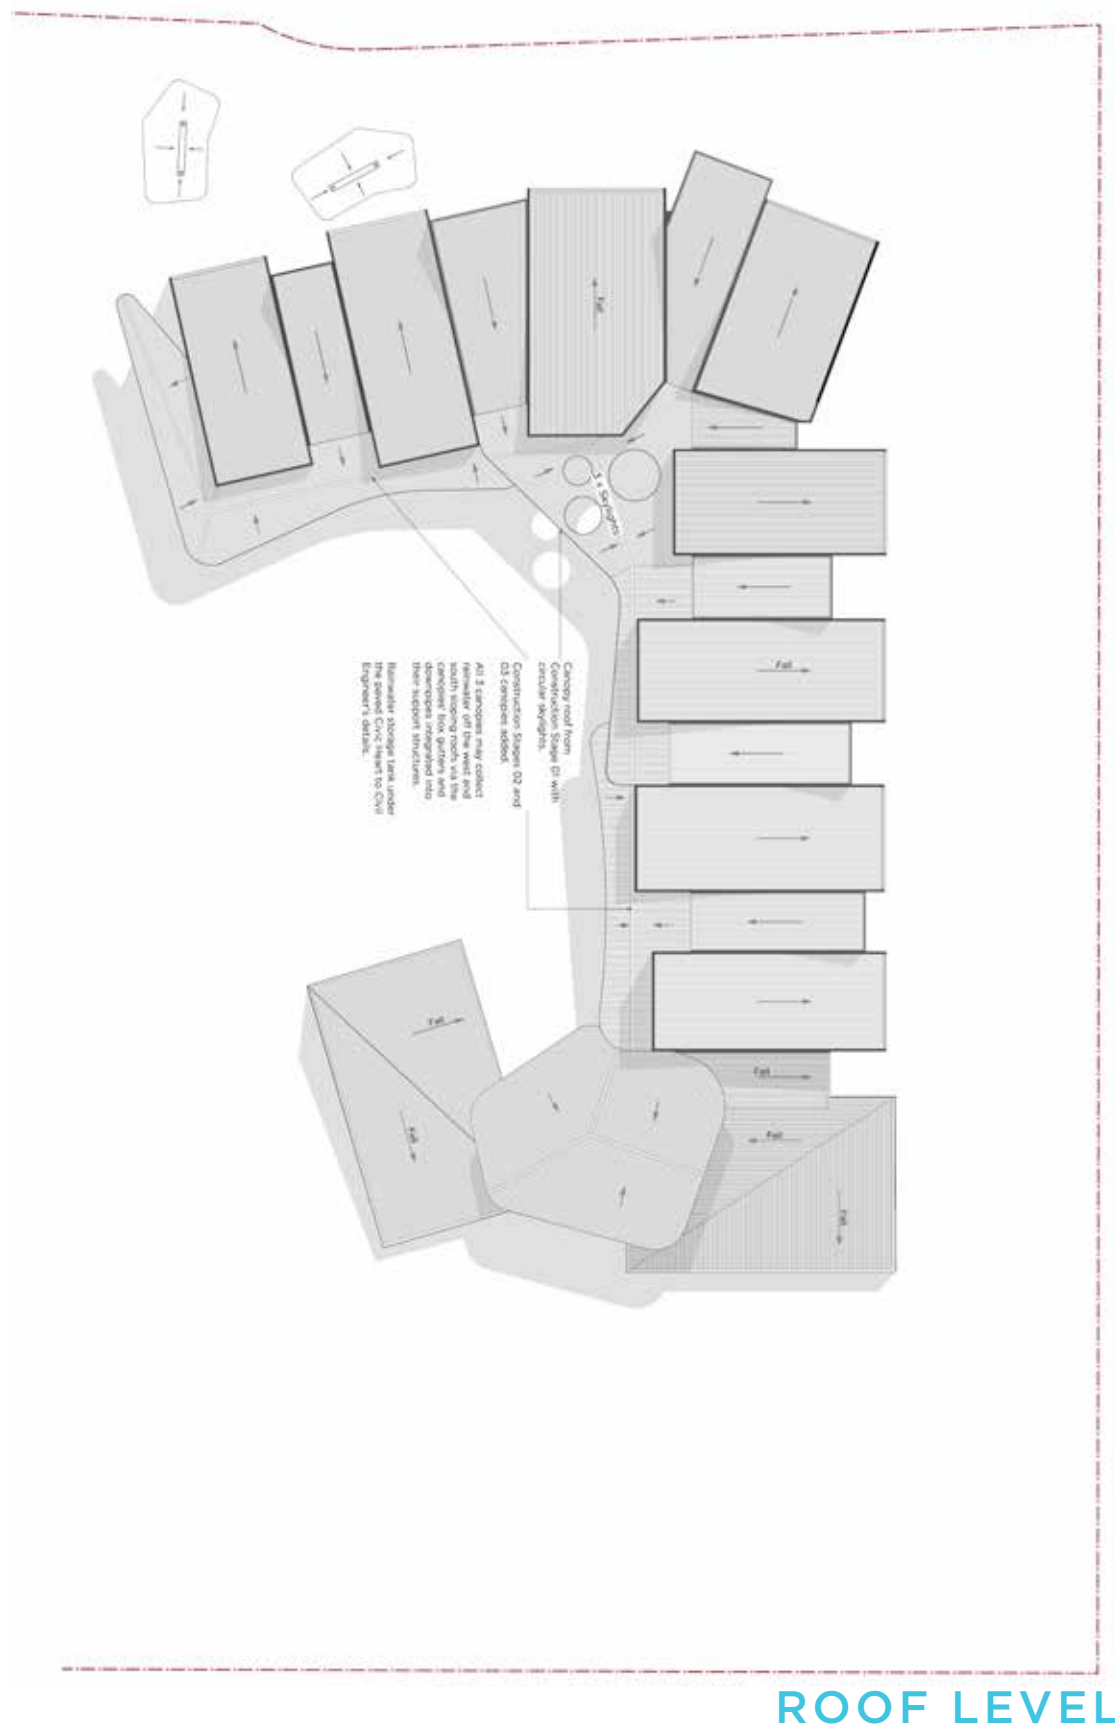 Fall
3 x Skylights
Fall
Canopy roof from
Construction Stage 01 with
circular skylights.
Construction Stages 02 and
03 canopies added.
All 3 canopies may collect
rainwater off the west and
south sloping roofs via the
canopies' box gutters and
downpipes integrated into
their support structures.
Rainwater storage tank under
the paved Civic Heart to Civil
Engineer's details.
Fall
Fall
Fall
Fall
Fall
ROOF LEVEL